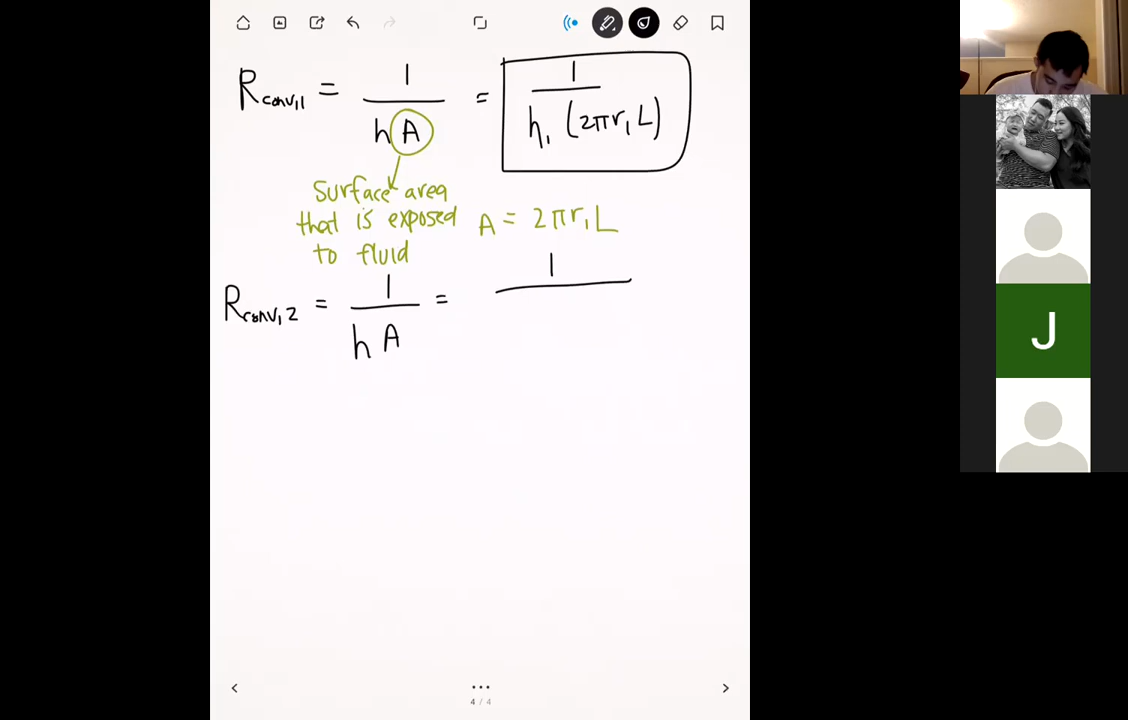 R_conv,1 = 1/(hA) = 1/(h₁ (2πr₁L))
surface area
that is exposed
to fluid
A = 2πr₁L
R_conv,2 = 1/(hA) = 1/
J
4 / 4